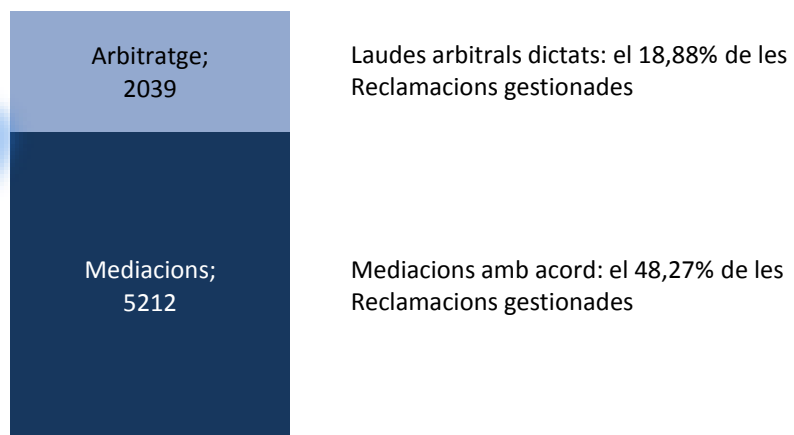 Arbitratge;
2039
Laudes arbitrals dictats: el 18,88% de les
Reclamacions gestionades
Mediacions;
5212
Mediacions amb acord: el 48,27% de les
Reclamacions gestionades